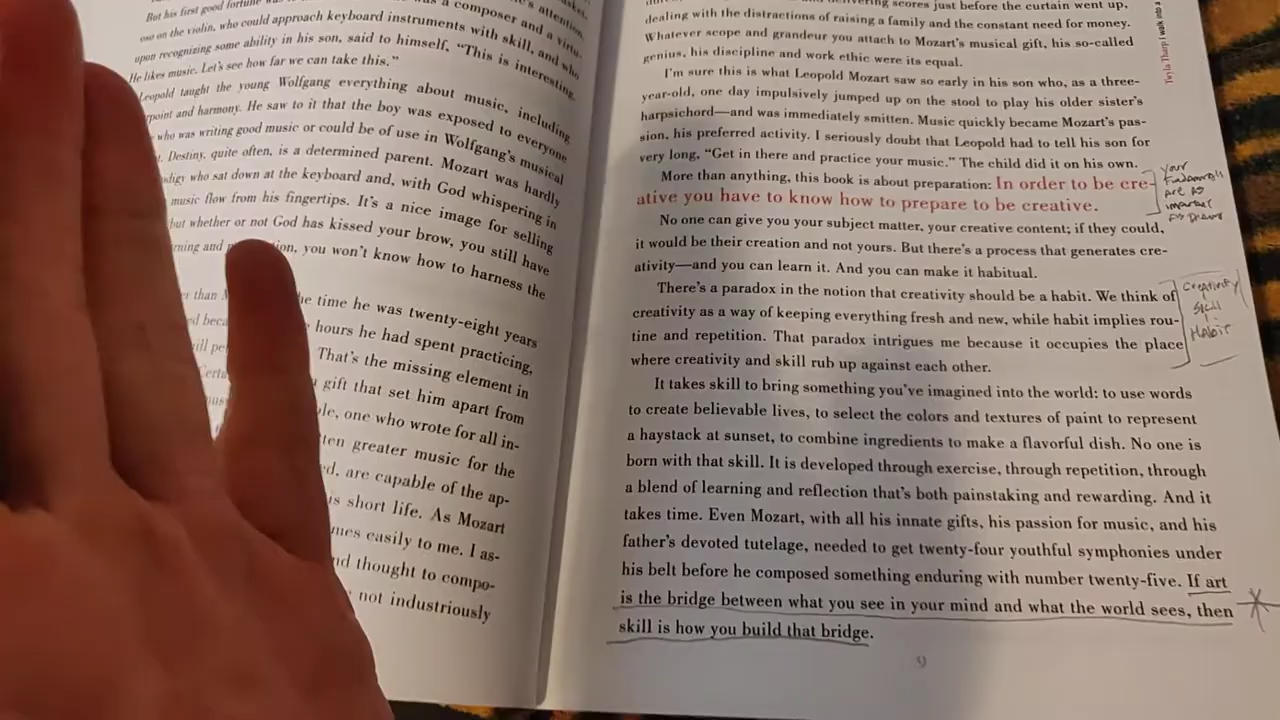 But his first good fortune was
was a composer and a virtu-
oso on the violin, who could approach keyboard instruments with skill, and who
upon recognizing some ability in his son, said to himself, “This is interesting.
He likes music. Let's see how far we can take this.”
Leopold taught the young Wolfgang everything about music, including
point and harmony. He saw to it that the boy was exposed to everyone
who was writing good music or could be of use in Wolfgang's musical
Destiny, quite often, is a determined parent. Mozart was hardly
who sat down at the keyboard and, with God whispering in
music flow from his fingertips. It's a nice image for selling
but whether or not God has kissed your brow, you still have
you won't know how to harness the
than
the time he was twenty-eight years
hours he had spent practicing,
That's the missing element in
gift that set him apart from
one who wrote for all in-
greater music for the
are capable of the ap-
short life. As Mozart
easily to me. I as-
thought to compo-
not industriously
scores just before the curtain went up,
dealing with the distractions of raising a family and the constant need for money.
Whatever scope and grandeur you attach to Mozart's musical gift, his so-called
genius, his discipline and work ethic were its equal.
I'm sure this is what Leopold Mozart saw so early in his son who, as a three-
year-old, one day impulsively jumped up on the stool to play his older sister's
harpsichord—and was immediately smitten. Music quickly became Mozart's pas-
sion, his preferred activity. I seriously doubt that Leopold had to tell his son for
very long, “Get in there and practice your music.” The child did it on his own.
More than anything, this book is about preparation: In order to be cre-
ative you have to know how to prepare to be creative.
No one can give you your subject matter, your creative content; if they could,
it would be their creation and not yours. But there's a process that generates cre-
ativity—and you can learn it. And you can make it habitual.
There's a paradox in the notion that creativity should be a habit. We think of
creativity as a way of keeping everything fresh and new, while habit implies rou-
tine and repetition. That paradox intrigues me because it occupies the place
where creativity and skill rub up against each other.
It takes skill to bring something you've imagined into the world: to use words
to create believable lives, to select the colors and textures of paint to represent
a haystack at sunset, to combine ingredients to make a flavorful dish. No one is
born with that skill. It is developed through exercise, through repetition, through
a blend of learning and reflection that's both painstaking and rewarding. And it
takes time. Even Mozart, with all his innate gifts, his passion for music, and his
father's devoted tutelage, needed to get twenty-four youthful symphonies under
his belt before he composed something enduring with number twenty-five. If art
is the bridge between what you see in your mind and what the world sees, then
skill is how you build that bridge.
9
Twyla Tharp I walk into a
your
are as
important
Creativity
Skill
Habit